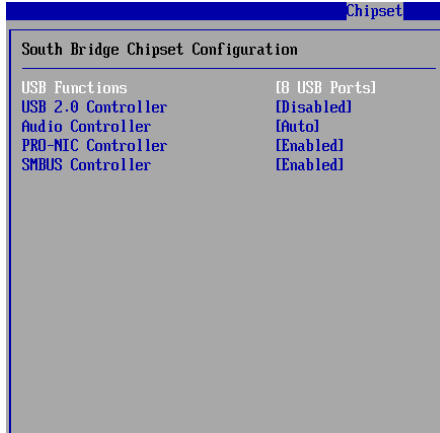 Chipset
South Bridge Chipset Configuration
USB Functions [8 USB Ports]
USB 2.0 Controller [Disabled]
Audio Controller [Auto]
PRO-NIC Controller [Enabled]
SMBUS Controller [Enabled]